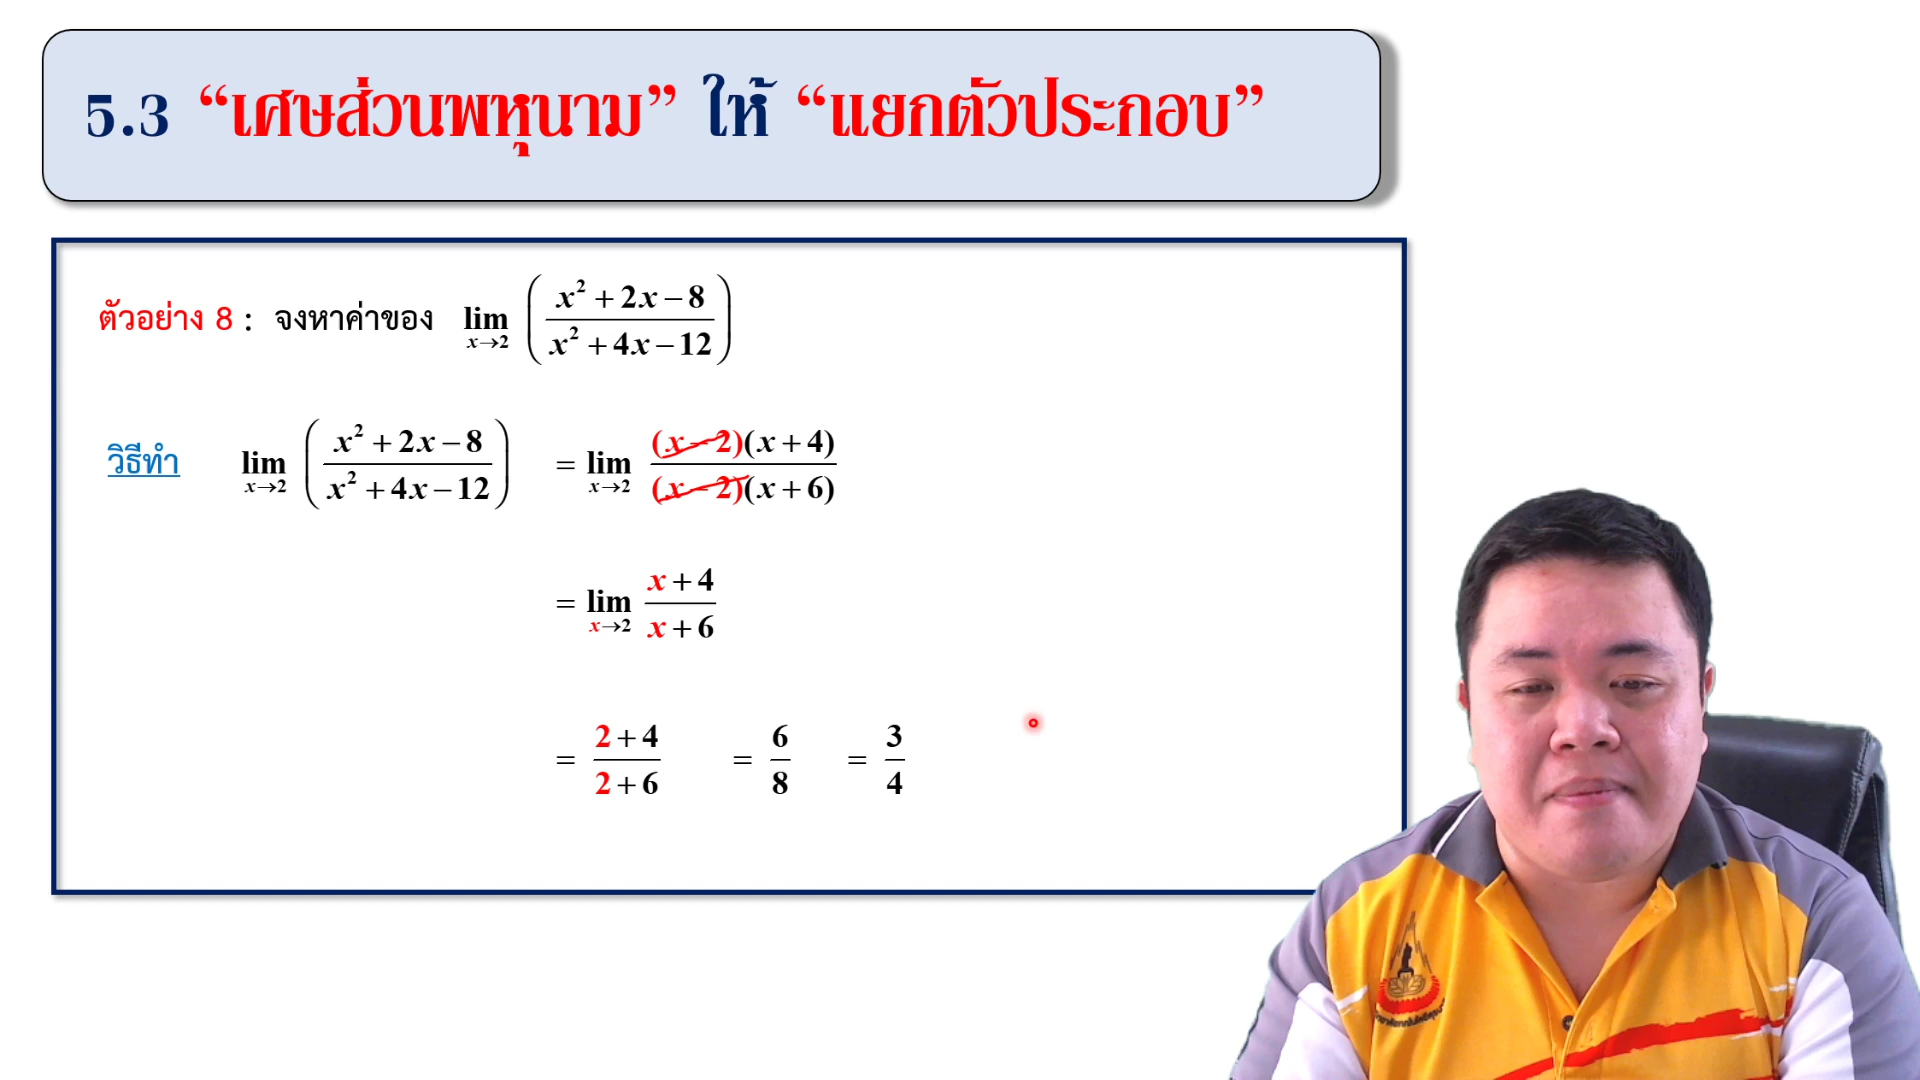 5.3 “เศษส่วนพหุนาม” ให้ “แยกตัวประกอบ”
ตัวอย่าง 8 : จงหาค่าของ lim x→2 ( (x² + 2x − 8) / (x² + 4x − 12) )
วิธีทำ lim x→2 ( (x² + 2x − 8) / (x² + 4x − 12) ) = lim x→2 (x − 2)(x + 4) / (x − 2)(x + 6)
= lim x→2 (x + 4) / (x + 6)
= (2 + 4) / (2 + 6) = 6/8 = 3/4